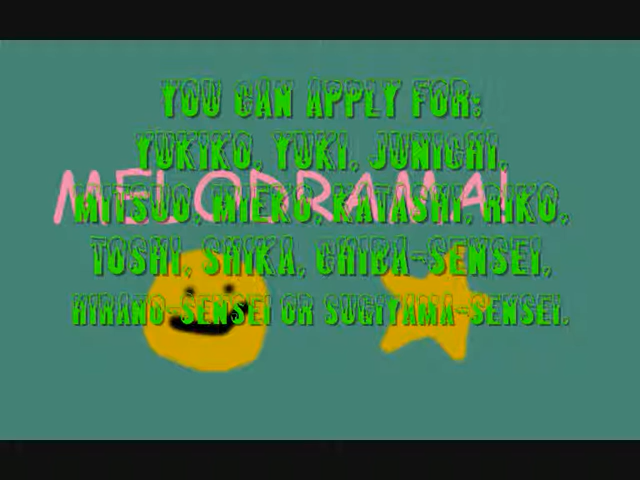 YOU CAN APPLY FOR:
YUKIKO, YUKI, JUNICHI,
MELODRAMA!
MITSUO, MIEKO, KATASHI, RIKO,
TOSHI, SHIKA, CHIBA-SENSEI,
HIRANO-SENSEI OR SUGIYAMA-SENSEI.